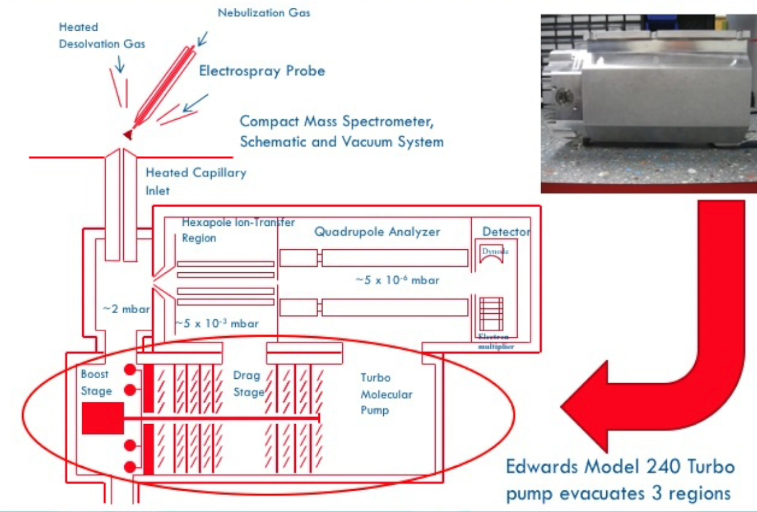 Nebulization Gas
Heated
Desolvation Gas
Electrospray Probe
Compact Mass Spectrometer,
Schematic and Vacuum System
Heated Capillary
Inlet
Hexapole Ion-Transfer
Region
Quadrupole Analyzer
Detector
Dynode
~5 x 10⁻⁶ mbar
~2 mbar
~5 x 10⁻³ mbar
Electron
multiplier
Boost
Stage
Drag
Stage
Turbo
Molecular
Pump
Edwards Model 240 Turbo
pump evacuates 3 regions